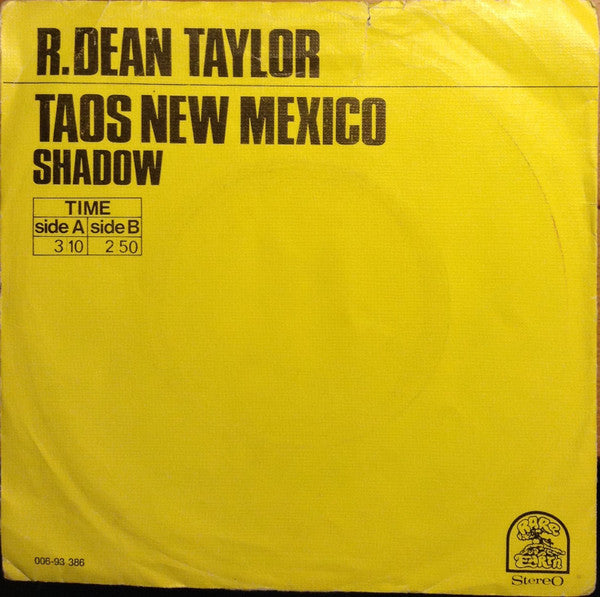 R.DEAN TAYLOR
TAOS NEW MEXICO
SHADOW
TIME
side A side B
3 10 2 50
006-93 386
RARE
EARTH
StereO